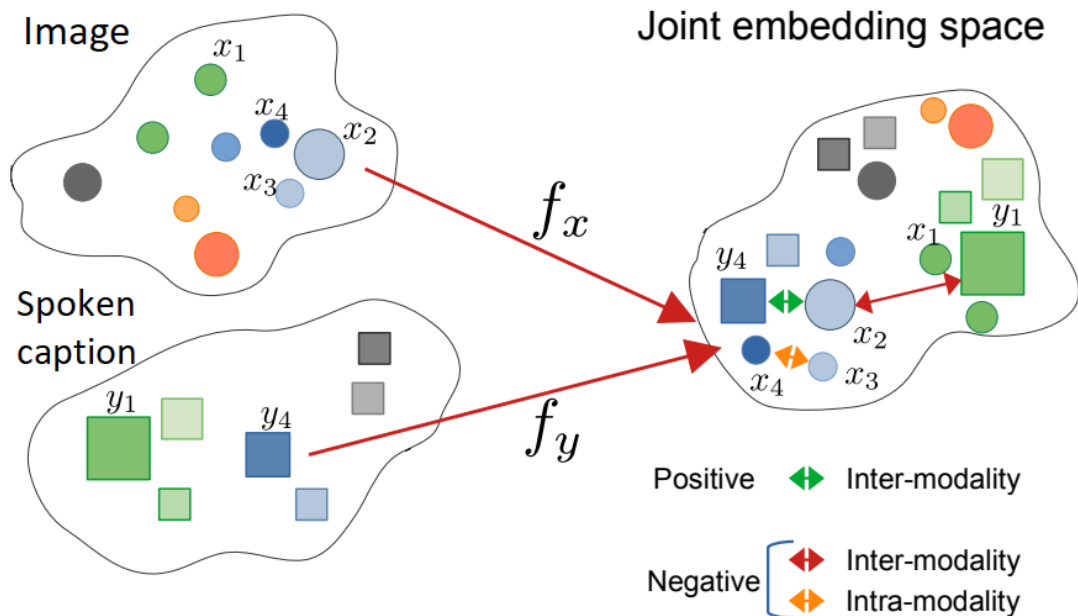 Image
x₁
x₄
x₂
x₃
Spoken
caption
y₁
y₄
fₓ
f_y
Joint embedding space
y₁
x₁
y₄
x₂
x₄
x₃
Positive Inter-modality
Negative Inter-modality
Intra-modality